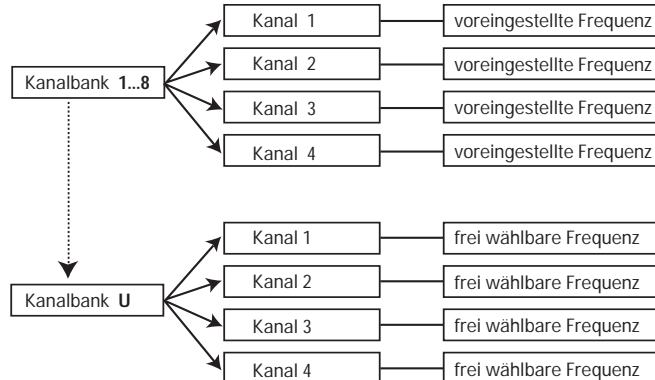 Kanal 1 voreingestellte Frequenz
Kanal 2 voreingestellte Frequenz
Kanalbank 1...8
Kanal 3 voreingestellte Frequenz
Kanal 4 voreingestellte Frequenz
Kanal 1 frei wählbare Frequenz
Kanal 2 frei wählbare Frequenz
Kanalbank U
Kanal 3 frei wählbare Frequenz
Kanal 4 frei wählbare Frequenz